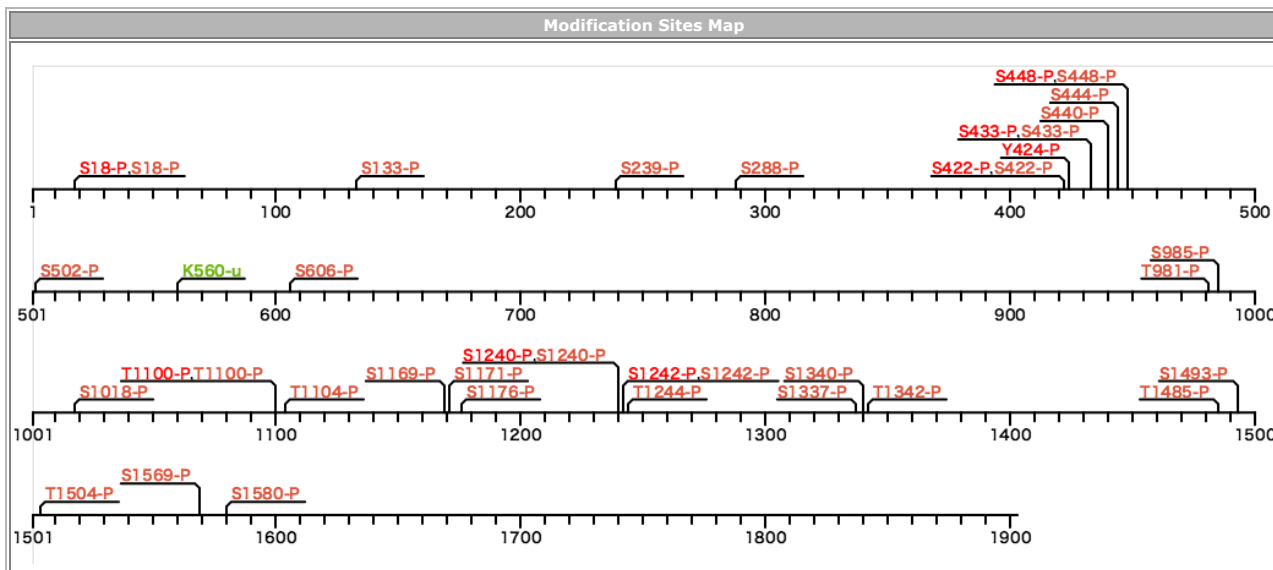 Modification Sites Map
S448-P,S448-P
S444-P
S440-P
S433-P,S433-P
Y424-P
S18-P,S18-P S133-P S239-P S288-P S422-P,S422-P
1 100 200 300 400 500
S985-P
S502-P K560-u S606-P T981-P
501 600 700 800 900 1000
S1240-P,S1240-P
T1100-P,T1100-P S1169-P S1171-P S1242-P,S1242-P S1340-P S1493-P
S1018-P T1104-P S1176-P T1244-P S1337-P T1342-P T1485-P
1001 1100 1200 1300 1400 1500
S1569-P
T1504-P S1580-P
1501 1600 1700 1800 1900